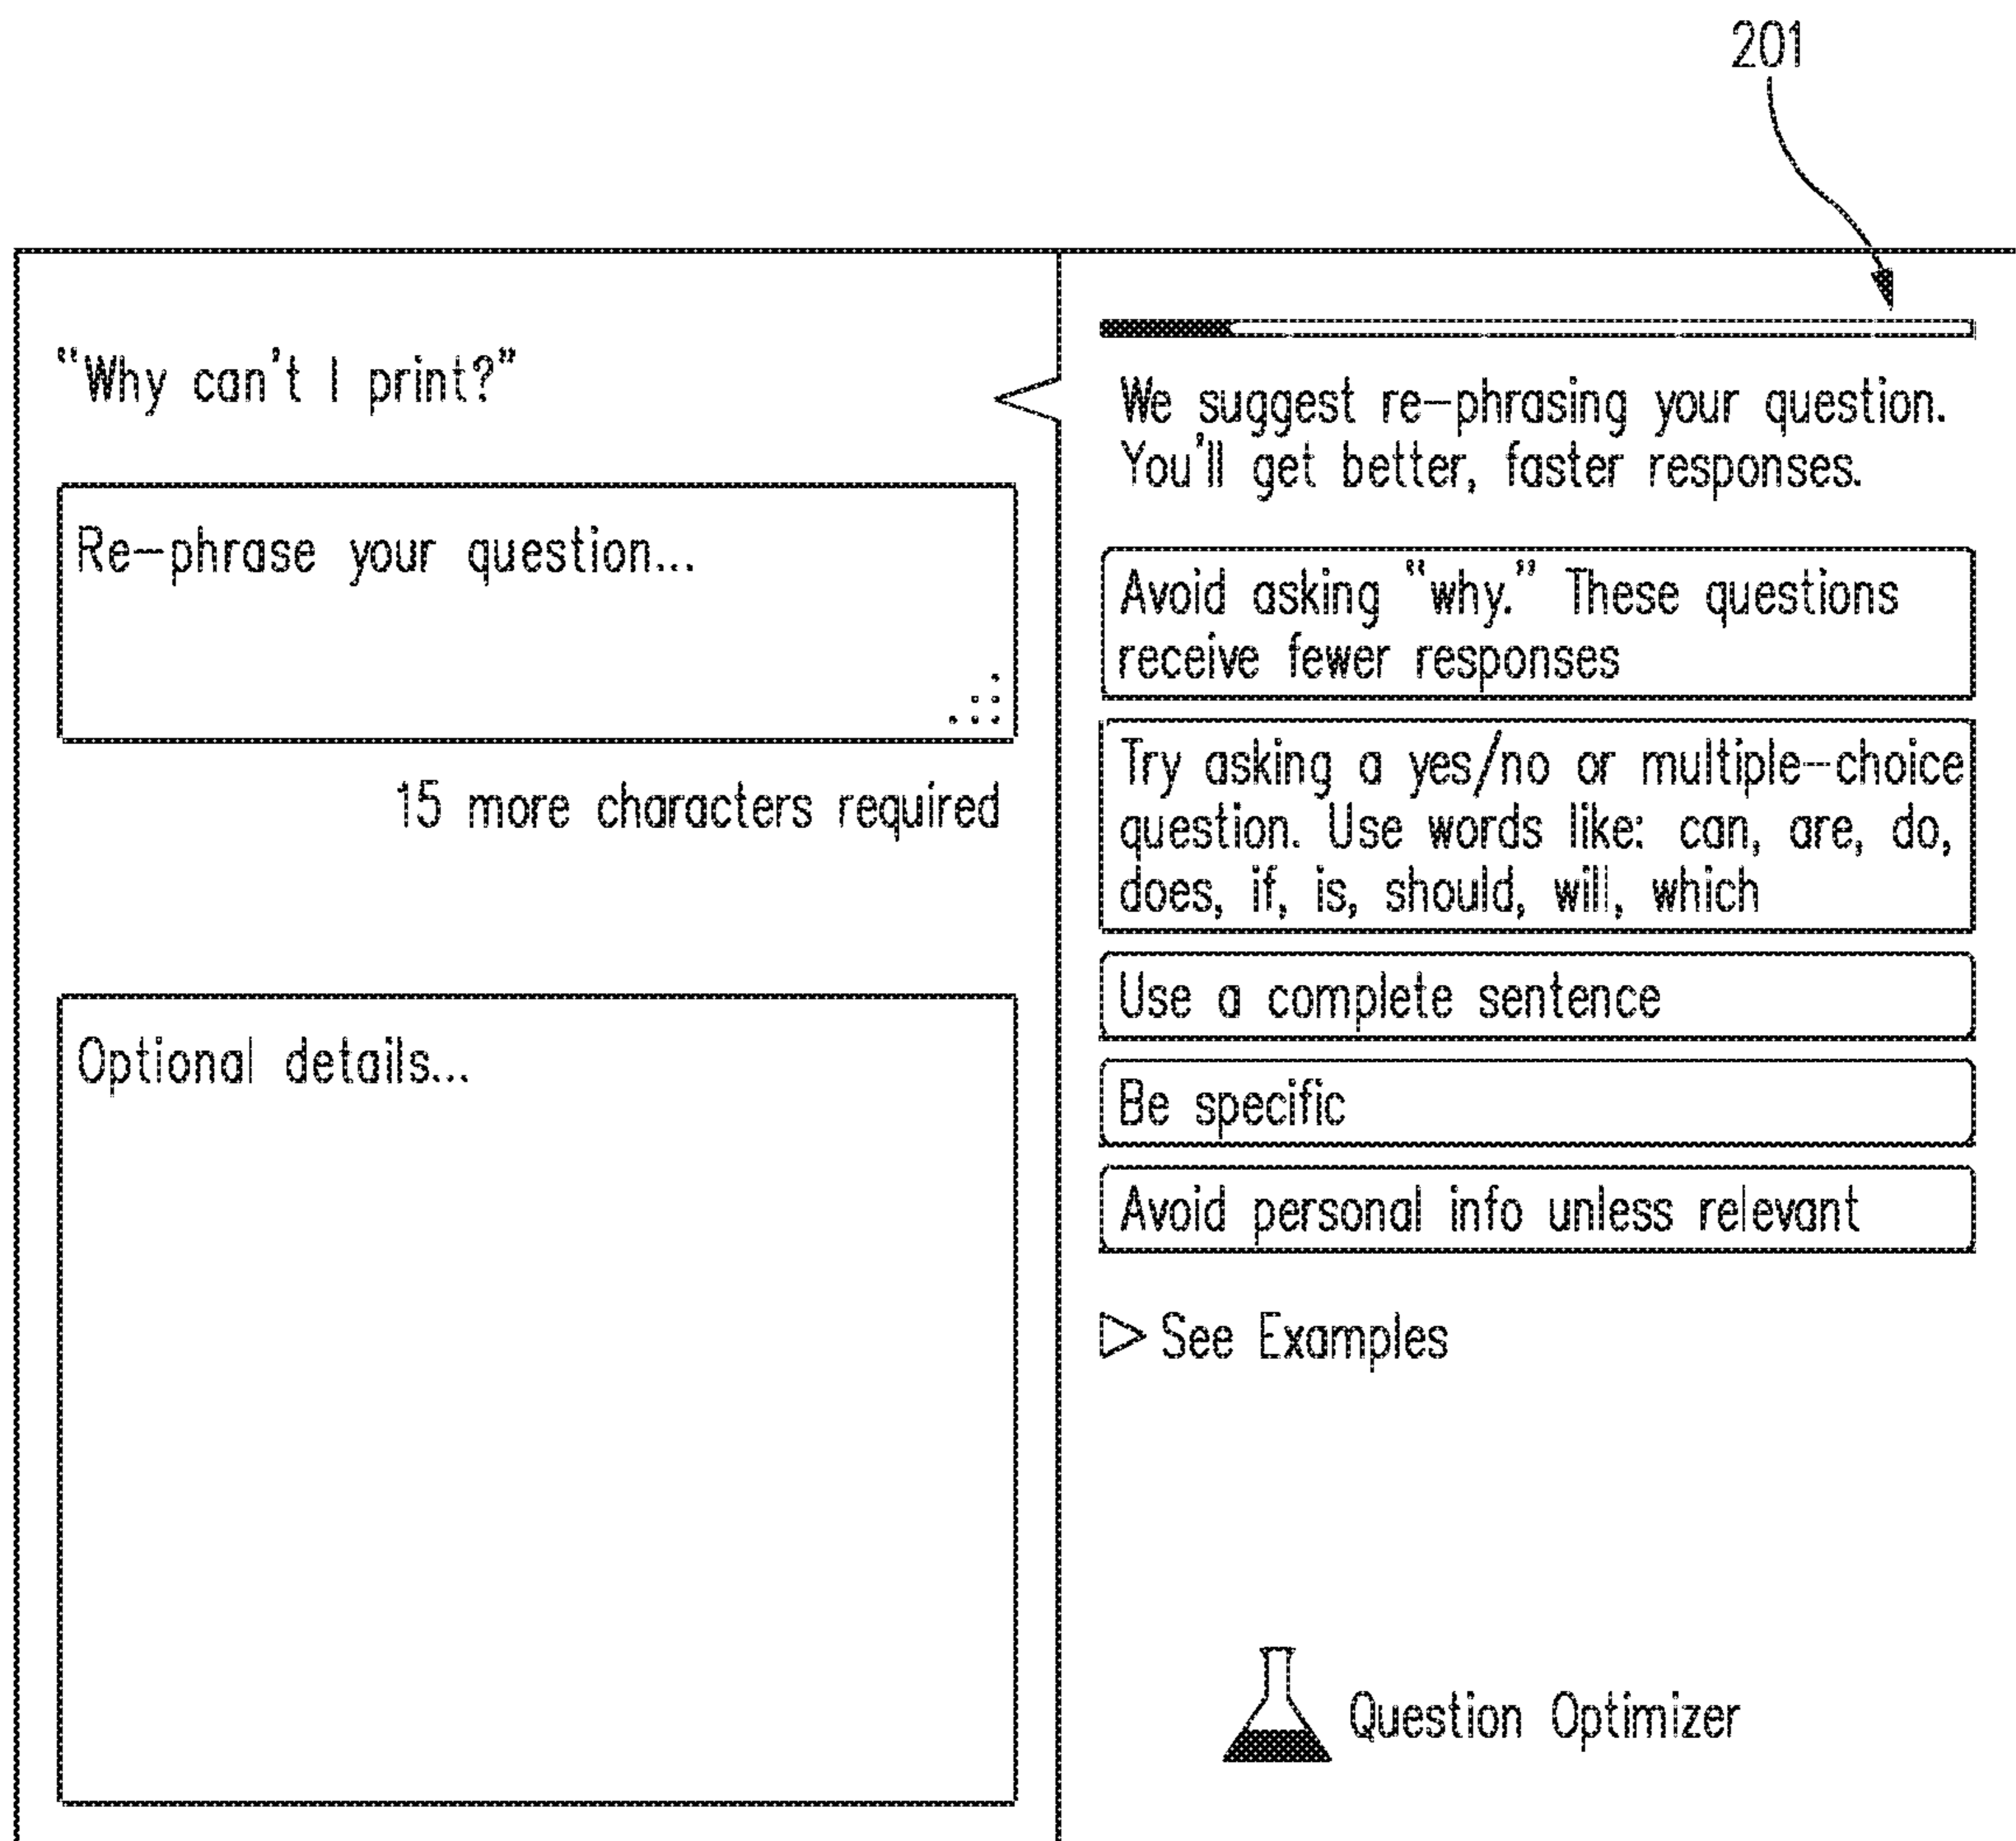 201
“Why can't I print?”
Re-phrase your question...
15 more characters required
Optional details...
We suggest re-phrasing your question.
You'll get better, faster responses.
Avoid asking “why.” These questions
receive fewer responses
Try asking a yes/no or multiple-choice
question. Use words like: can, are, do,
does, if, is, should, will, which
Use a complete sentence
Be specific
Avoid personal info unless relevant
See Examples
Question Optimizer